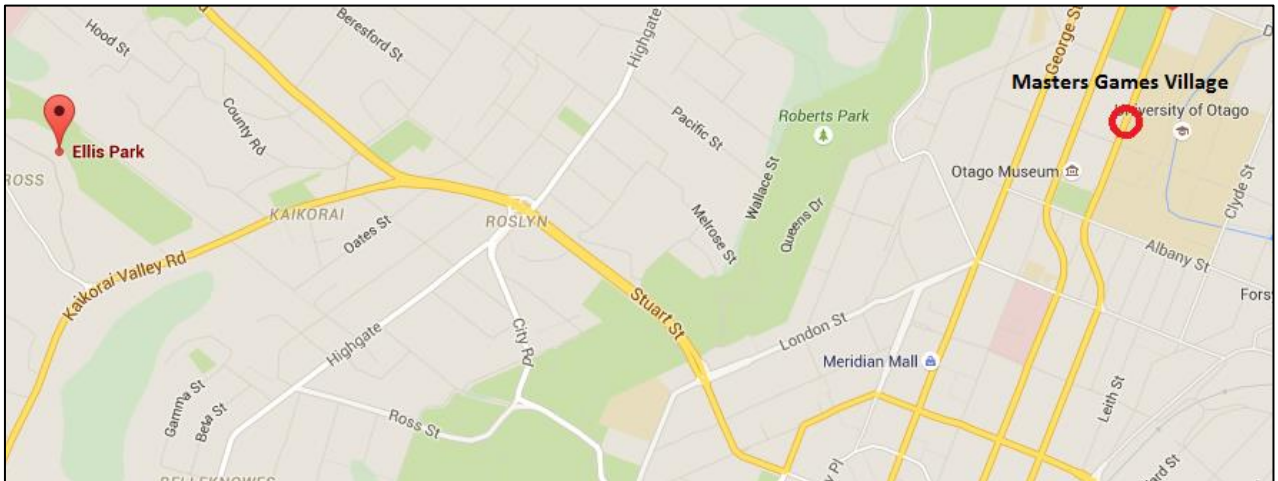 Hood St
Beresford St
Highgate
George St
Masters Games Village
University of Otago
Ellis Park
County Rd
Pacific St
Roberts Park
Otago Museum
Clyde St
ROSS
KAIKORAI
Oates St
ROSLYN
Melrose St
Wallace St
Queens Dr
Albany St
Kaikorai Valley Rd
Stuart St
London St
Highgate
City Rd
Meridian Mall
Gamma St
Beta St
Ross St
Leith St
BELLEKNOWES